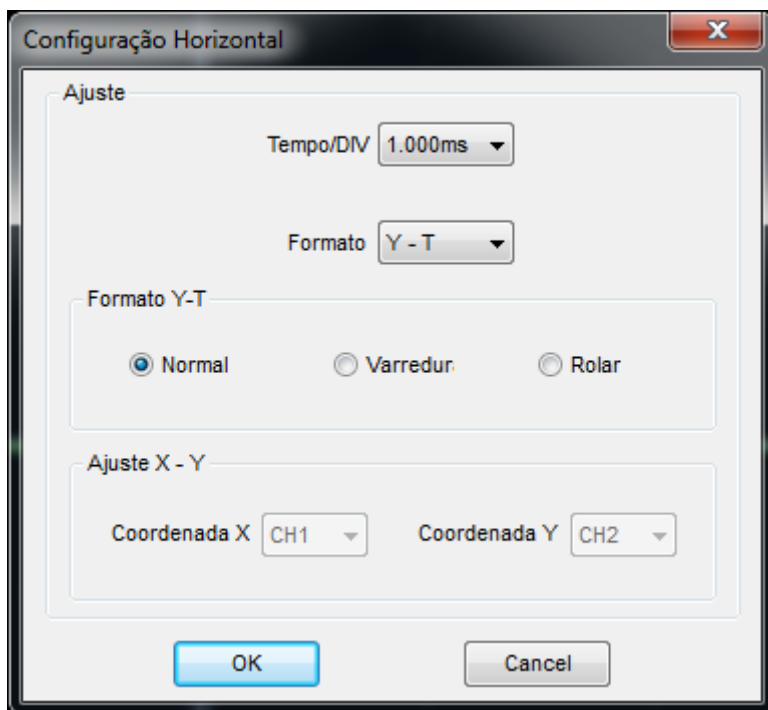 Configuração Horizontal
Ajuste
Tempo/DIV 1.000ms
Formato Y - T
Formato Y-T
Normal Varredur
Rolar
Ajuste X - Y
Coordenada X CH1 Coordenada Y CH2
OK Cancel